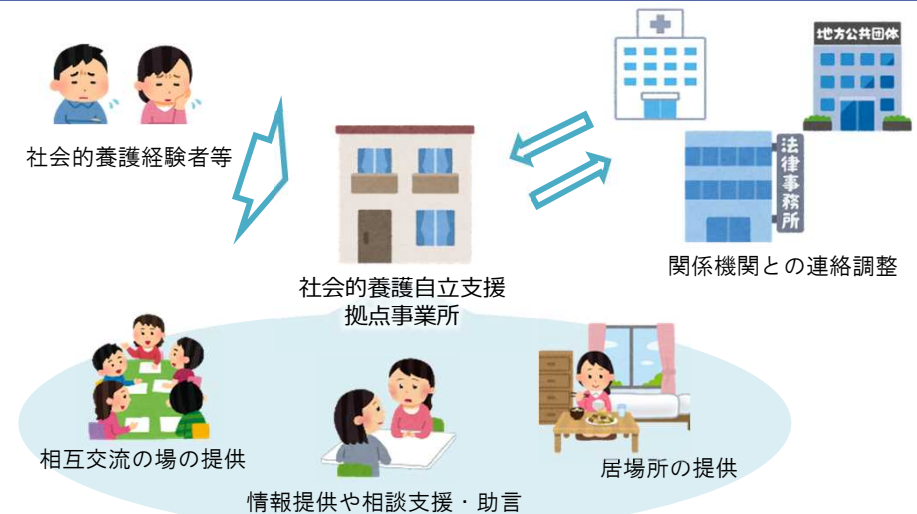 地方公共団体
社会的養護経験者等
法律事務所
関係機関との連絡調整
社会的養護自立支援
拠点事業所
相互交流の場の提供
居場所の提供
情報提供や相談支援・助言